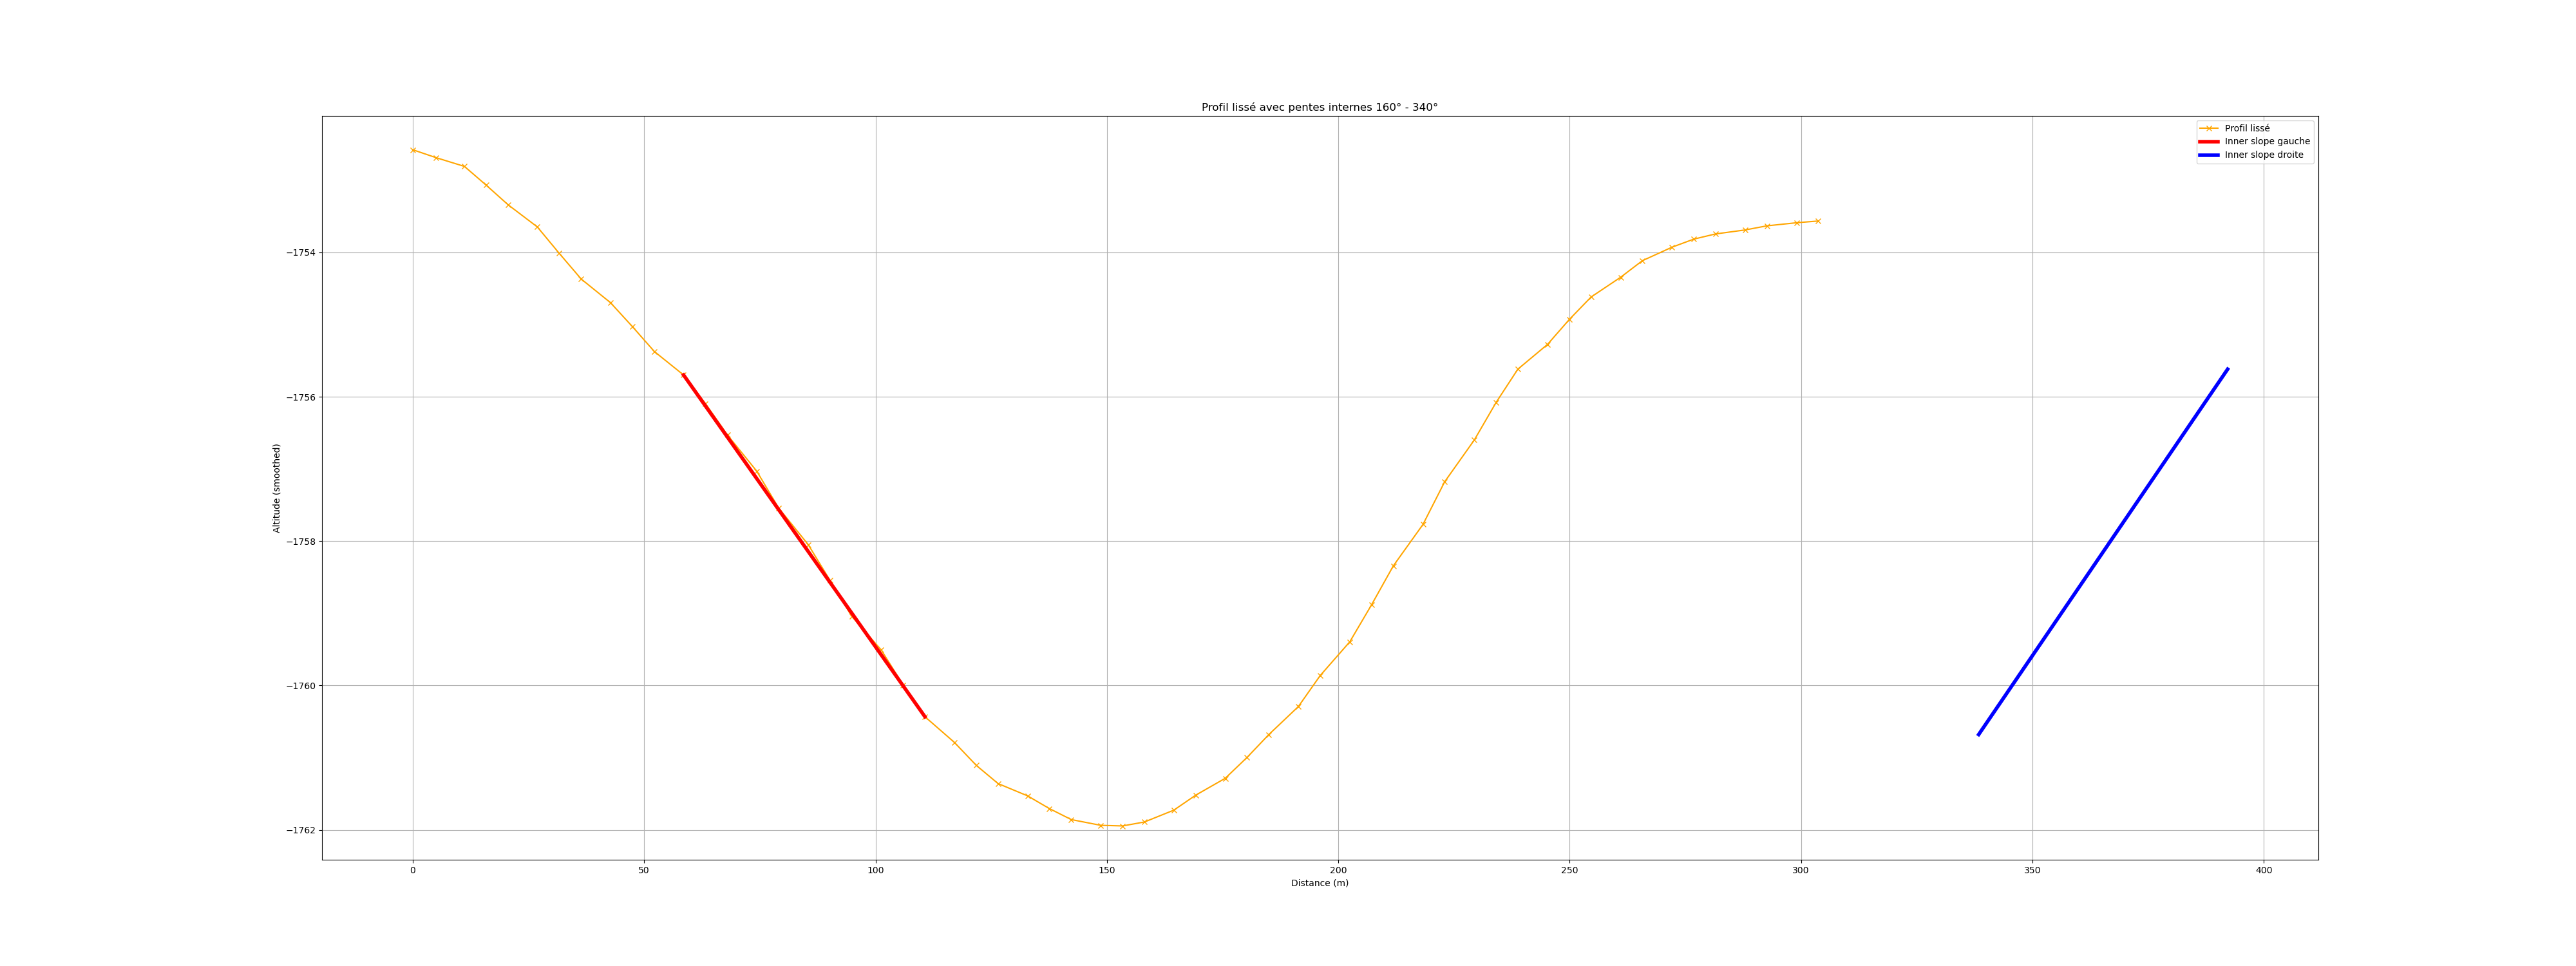 Profil lissé avec pentes internes 160° - 340°
Profil lissé
Inner slope gauche
Inner slope droite
Altitude (smoothed)
−1754
−1756
−1758
−1760
−1762
0 50 100 150 200 250 300 350 400
Distance (m)